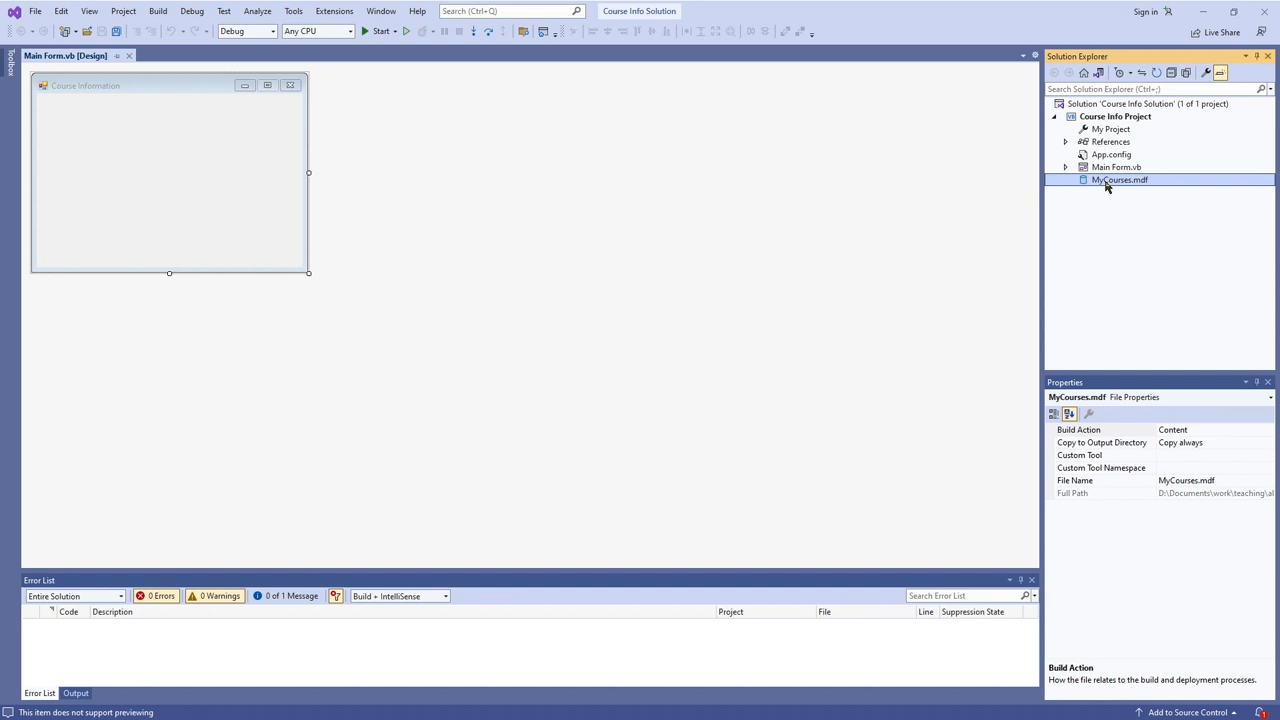 File Edit View Project Build Debug Test Analyze Tools Extensions Window Help Search (Ctrl+Q) Course Info Solution Sign in
Debug Any CPU Start Live Share
Toolbox
Main Form.vb [Design]
Course Information
Solution Explorer
Search Solution Explorer (Ctrl+;)
Solution 'Course Info Solution' (1 of 1 project)
Course Info Project
My Project
References
App.config
Main Form.vb
MyCourses.mdf
Properties
MyCourses.mdf File Properties
Build Action Content
Copy to Output Directory Copy always
Custom Tool
Custom Tool Namespace
File Name MyCourses.mdf
Full Path D:\Documents\work\teaching\al
Build Action
How the file relates to the build and deployment processes.
Error List
Entire Solution 0 Errors 0 Warnings 0 of 1 Message Build + IntelliSense Search Error List
Code Description Project File Line Suppression State
Error List Output
This item does not support previewing Add to Source Control 1